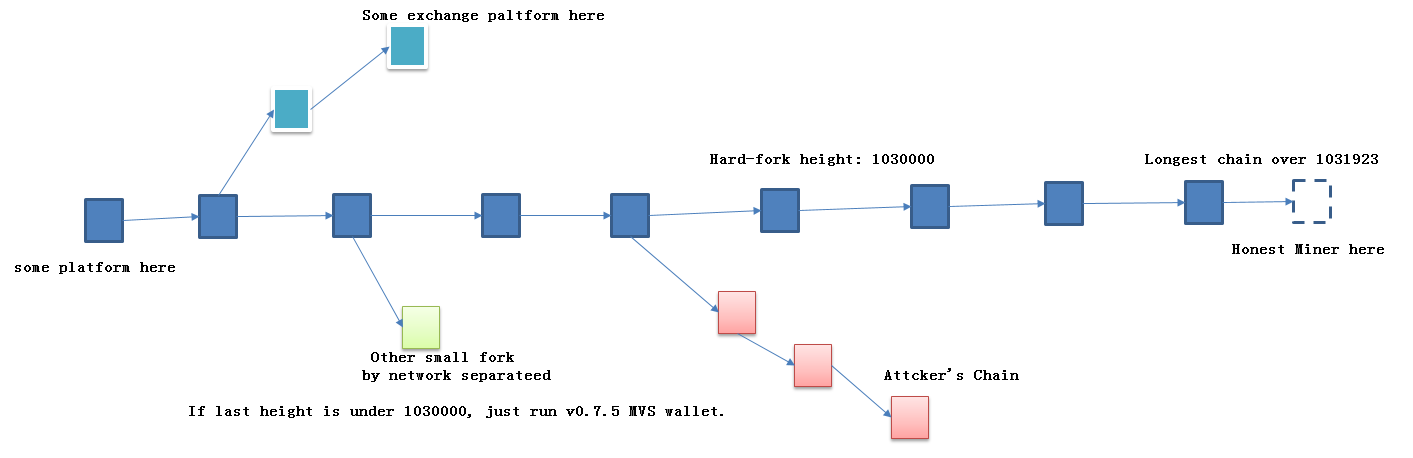 Some exchange paltform here
Hard-fork height: 1030000
Longest chain over 1031923
some platform here
Honest Miner here
Other small fork
by network separateed
Attcker's Chain
If last height is under 1030000, just run v0.7.5 MVS wallet.